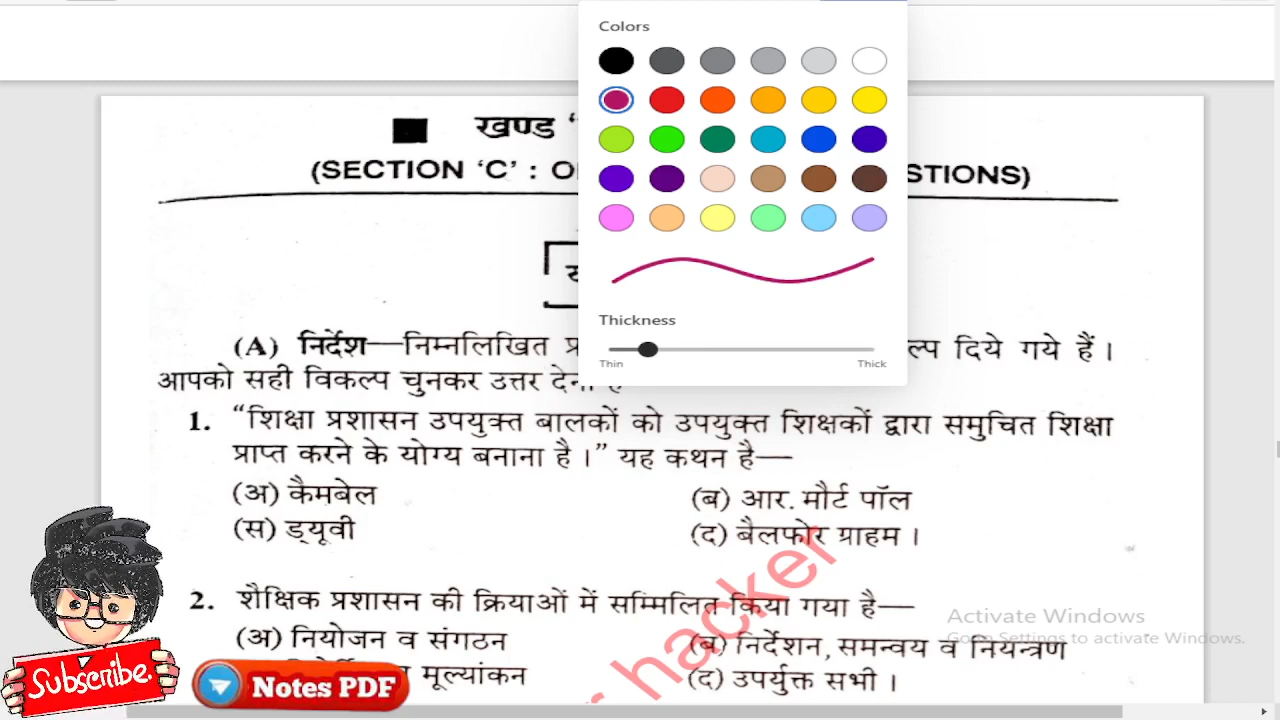 Colors
■ खण्ड
(SECTION ‘C’ : STIONS)
Thickness
Thin Thick
(A) निर्देश—निम्नलिखित दिये गये हैं।
आपको सही विकल्प चुनकर उत्तर
1. “शिक्षा प्रशासन उपयुक्त बालकों को उपयुक्त शिक्षकों द्वारा समुचित शिक्षा
प्राप्त करने के योग्य बनाना है।” यह कथन है—
(अ) कैमबेल (ब) आर. मौर्ट पॉल
(स) ड्यूवी (द) बैलफोर ग्राहम।
2. शैक्षिक प्रशासन की क्रियाओं में सम्मिलित किया गया है—
(अ) नियोजन व संगठन (ब) निर्देशन, समन्वय व नियन्त्रण
मूल्यांकन (द) उपर्युक्त सभी।
hacker
Activate Windows
Go to Settings to activate Windows.
Subscribe.
Notes PDF